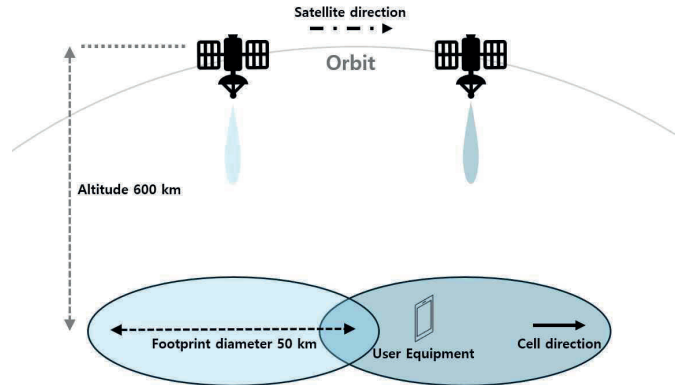 Satellite direction
Orbit
Altitude 600 km
Footprint diameter 50 km
User Equipment
Cell direction